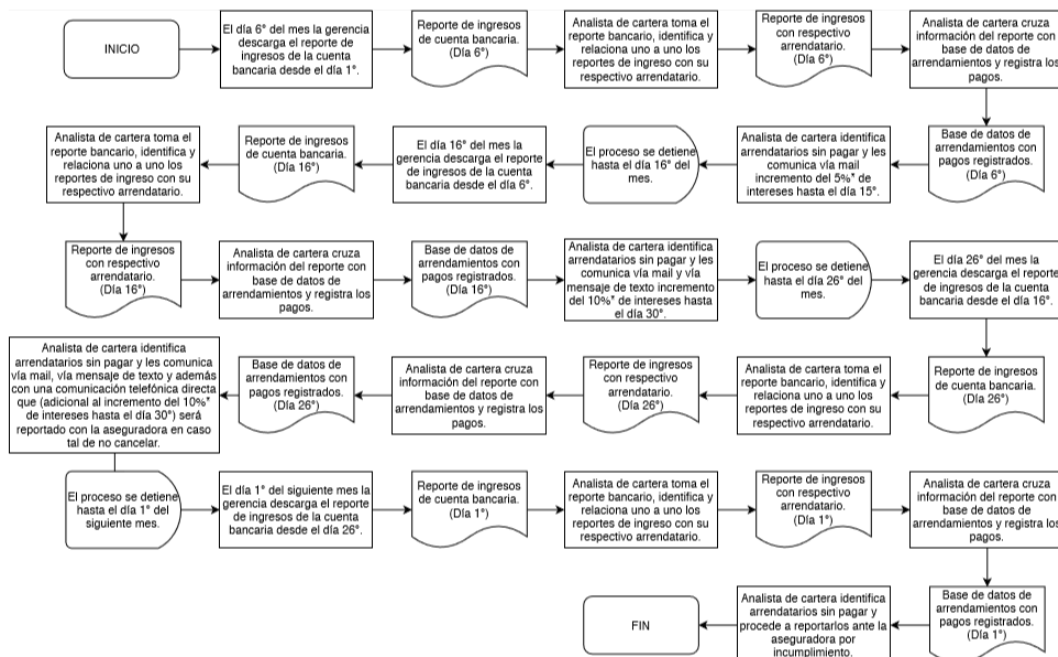 INICIO
El día 6° del mes la gerencia
descarga el reporte de
ingresos de la cuenta
bancaria desde el día 1°.
Reporte de ingresos
de cuenta bancaria.
(Día 6°)
Analista de cartera toma el
reporte bancario, identifica y
relaciona uno a uno los
reportes de ingreso con su
respectivo arrendatario.
Reporte de ingresos
con respectivo
arrendatario.
(Día 6°)
Analista de cartera cruza
información del reporte con
base de datos de
arrendamientos y registra los
pagos.
Base de datos de
arrendamientos con
pagos registrados.
(Día 6°)
Analista de cartera identifica
arrendatarios sin pagar y les
comunica vía mail
incremento del 5%* de
intereses hasta el día 15°.
El proceso se detiene
hasta el día 16° del
mes.
El día 16° del mes la
gerencia descarga el reporte
de ingresos de la cuenta
bancaria desde el día 6°.
Reporte de ingresos
de cuenta bancaria.
(Día 16°)
Analista de cartera toma el
reporte bancario, identifica y
relaciona uno a uno los
reportes de ingreso con su
respectivo arrendatario.
Reporte de ingresos
con respectivo
arrendatario.
(Día 16°)
Analista de cartera cruza
información del reporte con
base de datos de
arrendamientos y registra los
pagos.
Base de datos de
arrendamientos con
pagos registrados.
(Día 16°)
Analista de cartera identifica
arrendatarios sin pagar y les
comunica vía mail y vía
mensaje de texto incremento
del 10%* de intereses hasta
el día 30°.
El proceso se detiene
hasta el día 26° del
mes.
El día 26° del mes la
gerencia descarga el reporte
de ingresos de la cuenta
bancaria desde el día 16°.
Reporte de ingresos
de cuenta bancaria.
(Día 26°)
Analista de cartera toma el
reporte bancario, identifica y
relaciona uno a uno los
reportes de ingreso con su
respectivo arrendatario.
Reporte de ingresos
con respectivo
arrendatario.
(Día 26°)
Analista de cartera cruza
información del reporte con
base de datos de
arrendamientos y registra los
pagos.
Base de datos de
arrendamientos con
pagos registrados.
(Día 26°)
Analista de cartera identifica
arrendatarios sin pagar y les comunica
vía mail, vía mensaje de texto y además
con una comunicación telefónica directa
que (adicional al incremento del 10%*
de intereses hasta el día 30°) será
reportado con la aseguradora en caso
tal de no cancelar.
El proceso se detiene
hasta el día 1° del
siguiente mes.
El día 1° del siguiente mes la
gerencia descarga el reporte
de ingresos de la cuenta
bancaria desde el día 26°.
Reporte de ingresos
de cuenta bancaria.
(Día 1°)
Analista de cartera toma el
reporte bancario, identifica y
relaciona uno a uno los
reportes de ingreso con su
respectivo arrendatario.
Reporte de ingresos
con respectivo
arrendatario.
(Día 1°)
Analista de cartera cruza
información del reporte con
base de datos de
arrendamientos y registra los
pagos.
Base de datos de
arrendamientos con
pagos registrados.
(Día 1°)
Analista de cartera identifica
arrendatarios sin pagar y
procede a reportarlos ante la
aseguradora por
incumplimiento.
FIN